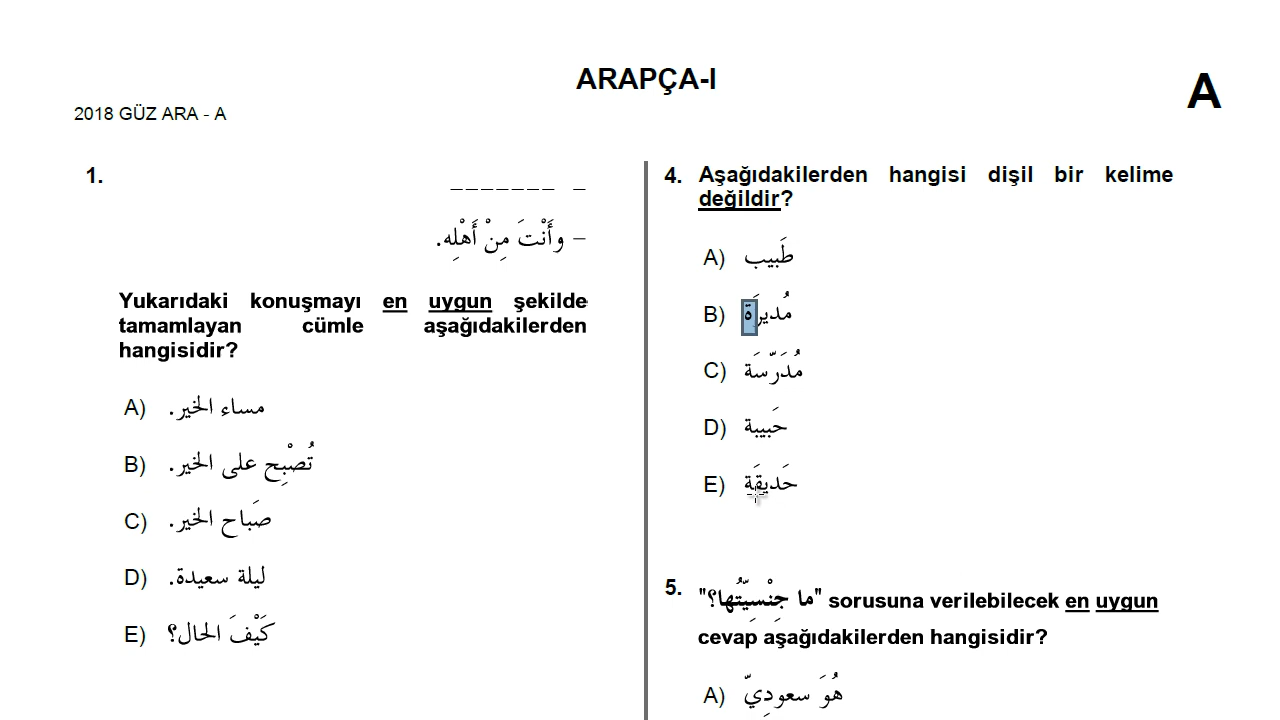 ARAPÇA-I
A
2018 GÜZ ARA - A
1.
– _ _ _ _ _ _ _
– وأَنْتَ مِنْ أَهْلِه.
Yukarıdaki konuşmayı en uygun şekilde
tamamlayan cümle aşağıdakilerden
hangisidir?
A) مساء الخير.
B) تُصْبِح على الخير.
C) صَباح الخير.
D) ليلة سعيدة.
E) كَيْفَ الحال؟
4. Aşağıdakilerden hangisi dişil bir kelime
değildir?
A) طَبيب
B) مُديرَة
C) مُدَرّسَة
D) حَبيبة
E) حَديقَة
5. "ما جِنْسِيّتُها؟" sorusuna verilebilecek en uygun
cevap aşağıdakilerden hangisidir?
A) هُوَ سعودِيّ